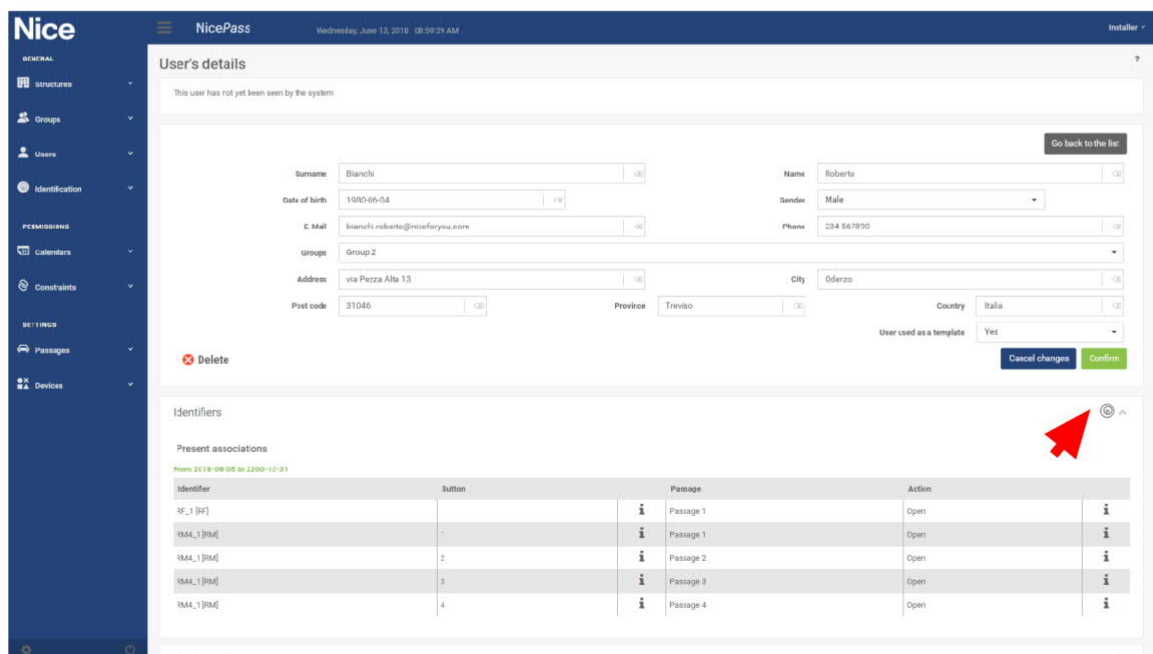 Nice
NicePass
Wednesday, June 13, 2018 08:59:29 AM
Installer
GENERAL
Structures
Groups
Users
Identification
PERMISSIONS
Calendars
Constraints
SETTINGS
Passages
Devices
User's details
?
This user has not yet been seen by the system
Go back to the list
Surname Bianchi Name Roberto
Date of birth 1980-06-04 Gender Male
E-Mail bianchi.roberto@niceforyou.com Phone 234 567890
Groups Group 2
Address via Pezza Alta 13 City Oderzo
Post code 31046 Province Treviso Country Italia
User used as a template Yes
Delete Cancel changes Confirm
Identifiers
Present associations
From 2018-06-05 to 2200-12-31
Identifier Button Passage Action
RF_1 [RF] i Passage 1 Open i
RM4_1 [RM] 1 i Passage 1 Open i
RM4_1 [RM] 2 i Passage 2 Open i
RM4_1 [RM] 3 i Passage 3 Open i
RM4_1 [RM] 4 i Passage 4 Open i